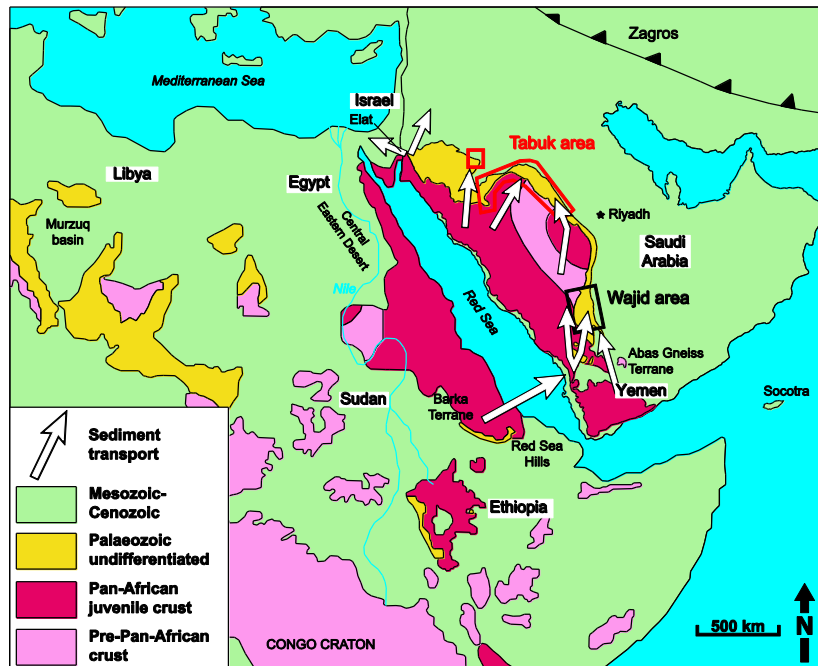 Zagros
Mediterranean Sea
Israel
Elat
Tabuk area
Libya
Egypt
Murzuq
basin
Central
Eastern Desert
Riyadh
Saudi
Arabia
Nile
Red Sea
Wajid area
Abas Gneiss
Terrane
Yemen
Socotra
Sudan
Barka
Terrane
Red Sea
Hills
Ethiopia
Sediment
transport
Mesozoic-
Cenozoic
Palaeozoic
undifferentiated
Pan-African
juvenile crust
Pre-Pan-African
crust
CONGO CRATON
500 km
N